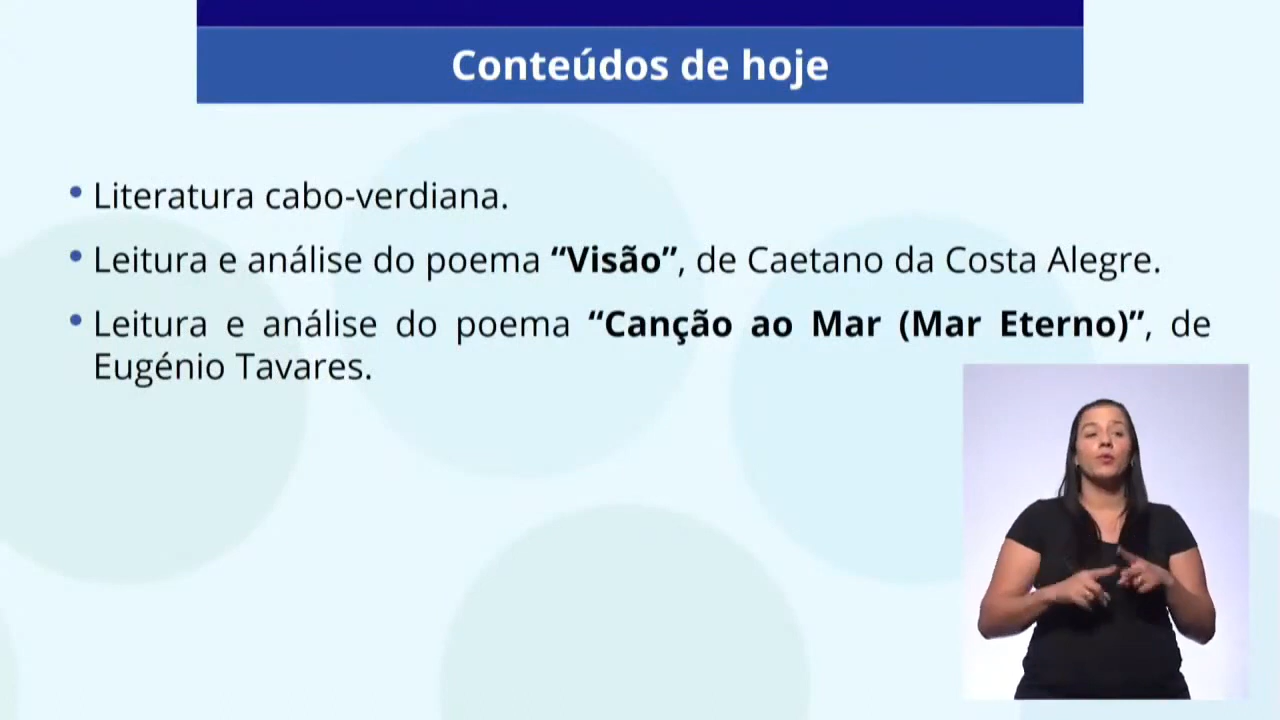 Conteúdos de hoje
• Literatura cabo-verdiana.
• Leitura e análise do poema “Visão”, de Caetano da Costa Alegre.
• Leitura e análise do poema “Canção ao Mar (Mar Eterno)”, de
Eugénio Tavares.